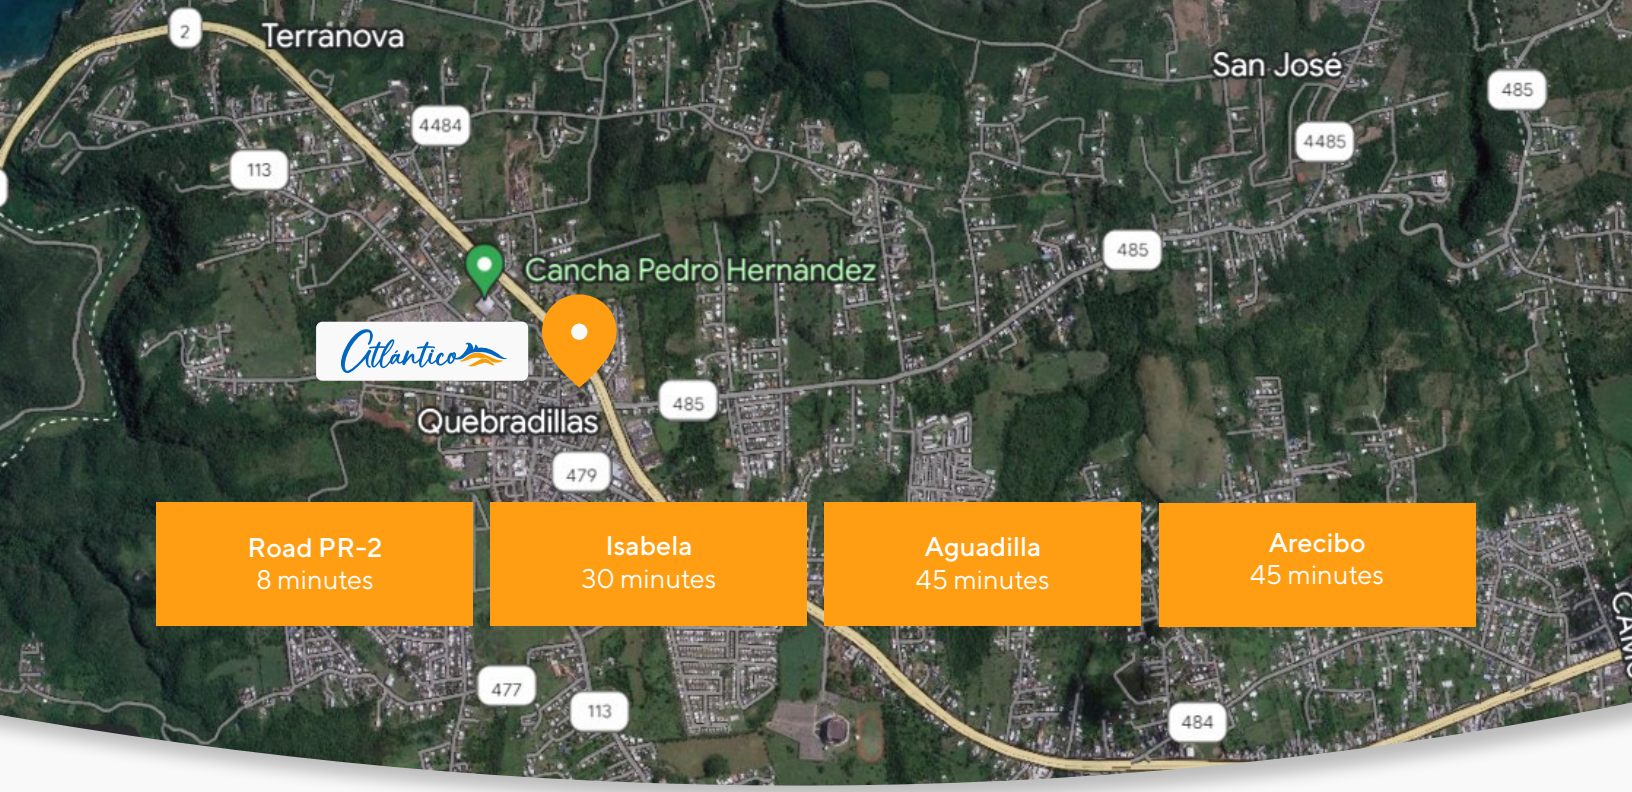 2
Terranova
San José
485
4484
4485
113
485
Cancha Pedro Hernández
Atlántico
485
Quebradillas
479
Road PR-2
8 minutes
Isabela
30 minutes
Aguadilla
45 minutes
Arecibo
45 minutes
477
113
484